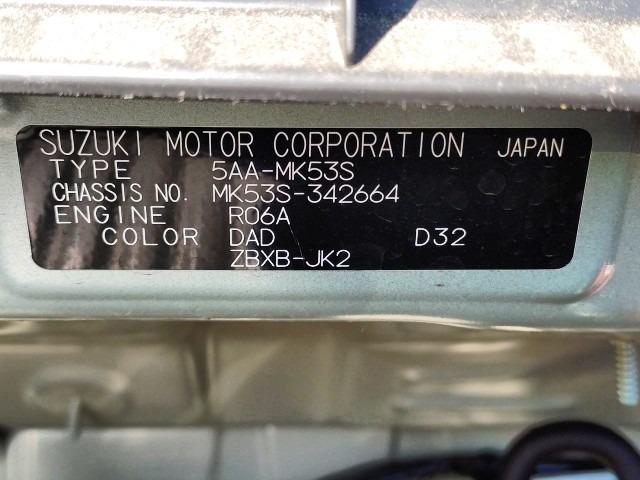 SUZUKI MOTOR CORPORATION JAPAN
TYPE 5AA-MK53S
CHASSIS NO. MK53S-342664
ENGINE R06A
COLOR DAD D32
ZBXB-JK2